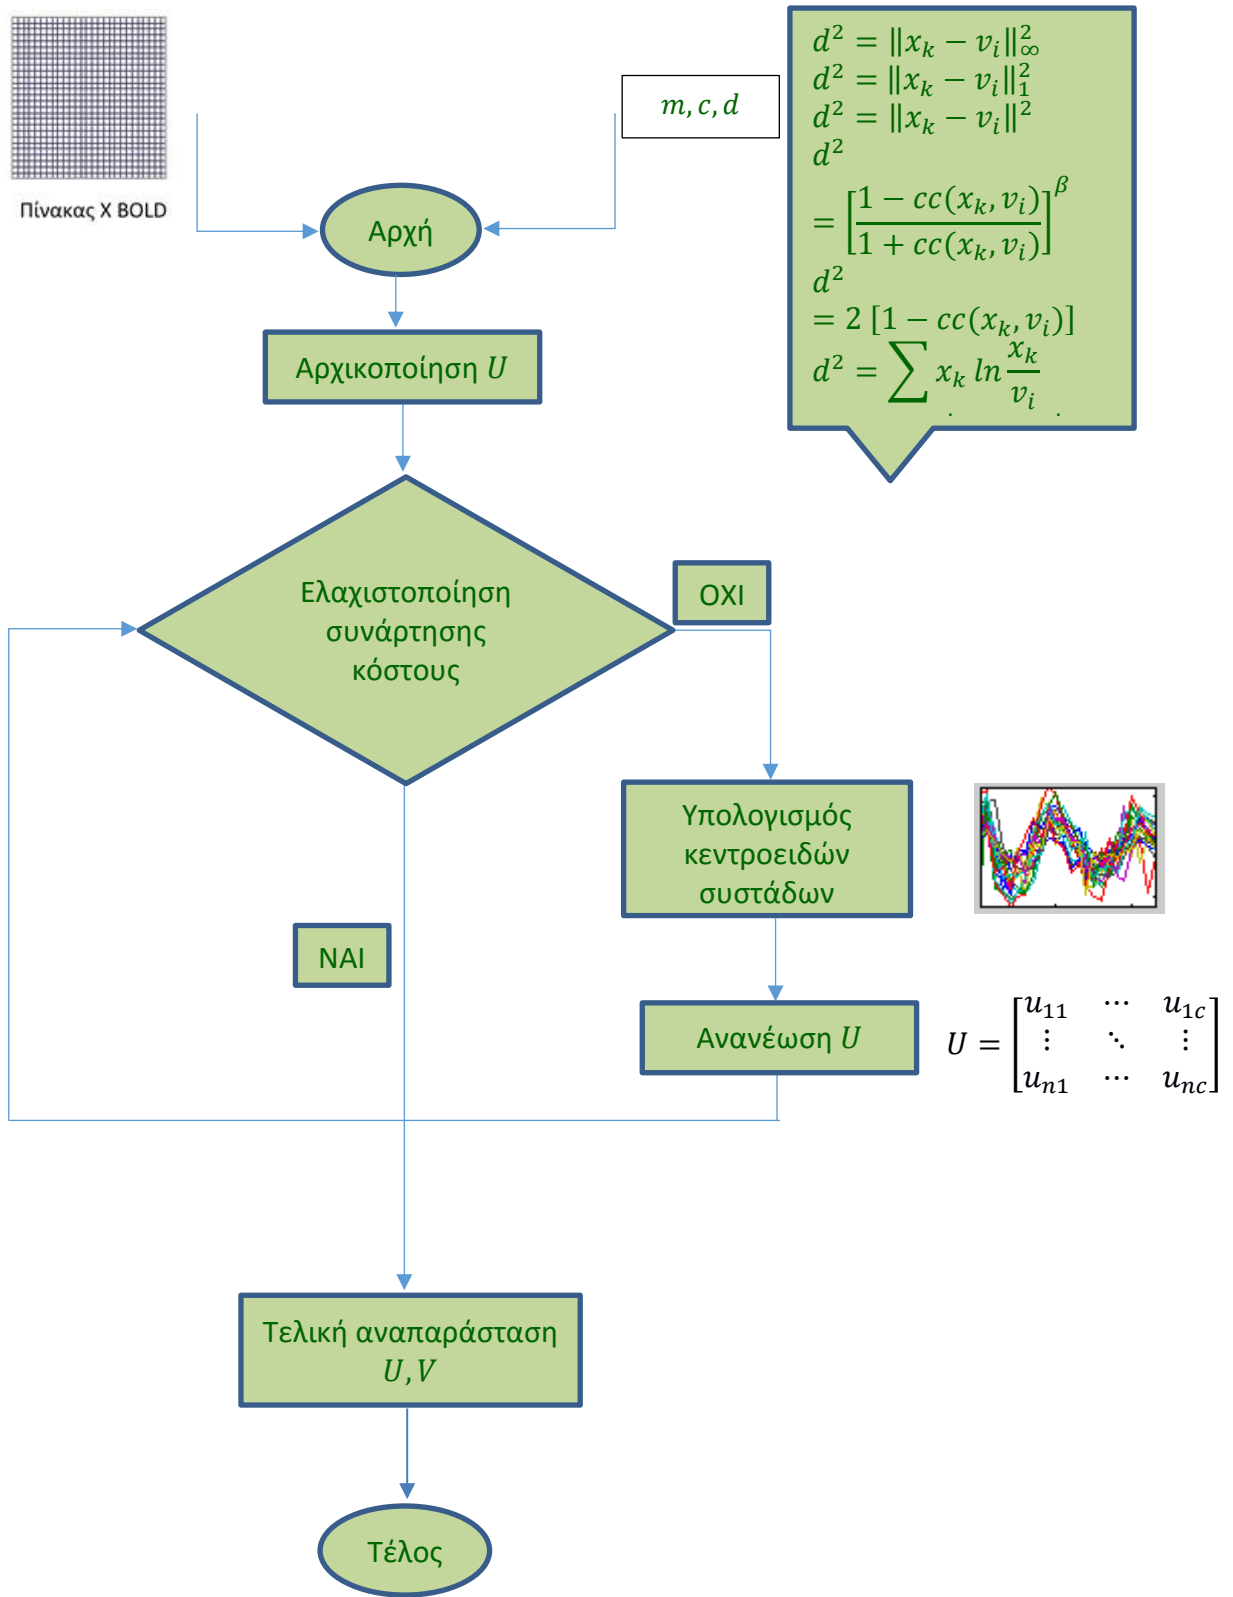 Πίνακας X BOLD
m, c, d
d² = ‖x_k − v_i‖²_∞
d² = ‖x_k − v_i‖²_1
d² = ‖x_k − v_i‖²
d²
= [(1 − cc(x_k, v_i))/(1 + cc(x_k, v_i))]^β
d²
= 2 [1 − cc(x_k, v_i)]
d² = ∑ x_k ln x_k/v_i
Αρχή
Αρχικοποίηση U
Ελαχιστοποίηση
συνάρτησης
κόστους
ΟΧΙ
Υπολογισμός
κεντροειδών
συστάδων
ΝΑΙ
Ανανέωση U
U = [u_11 ⋯ u_1c
⋮ ⋱ ⋮
u_n1 ⋯ u_nc]
Τελική αναπαράσταση
U, V
Τέλος